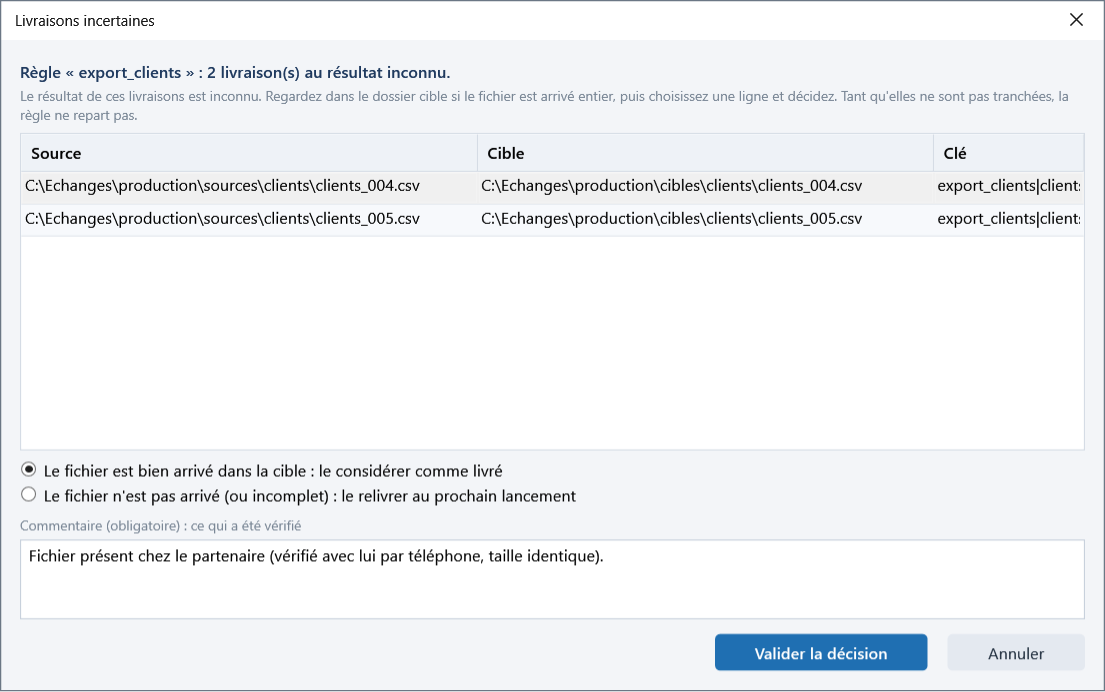 Livraisons incertaines
Règle « export_clients » : 2 livraison(s) au résultat inconnu.
Le résultat de ces livraisons est inconnu. Regardez dans le dossier cible si le fichier est arrivé entier, puis choisissez une ligne et décidez. Tant qu'elles ne sont pas tranchées, la
règle ne repart pas.
Source Cible Clé
C:\Echanges\production\sources\clients\clients_004.csv C:\Echanges\production\cibles\clients\clients_004.csv export_clients|clients
C:\Echanges\production\sources\clients\clients_005.csv C:\Echanges\production\cibles\clients\clients_005.csv export_clients|clients
Le fichier est bien arrivé dans la cible : le considérer comme livré
Le fichier n'est pas arrivé (ou incomplet) : le relivrer au prochain lancement
Commentaire (obligatoire) : ce qui a été vérifié
Fichier présent chez le partenaire (vérifié avec lui par téléphone, taille identique).
Valider la décision Annuler